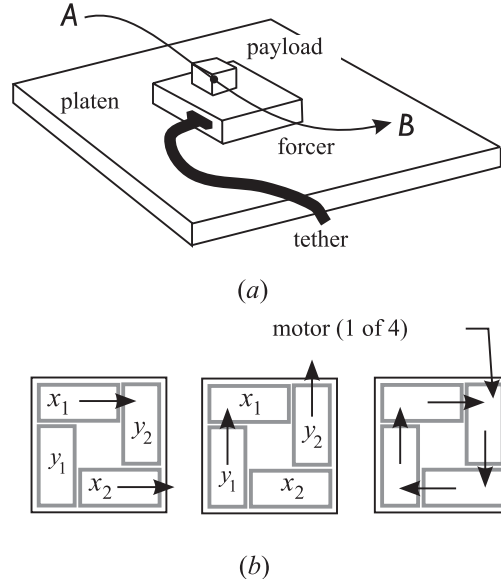 A
payload
platen
B
forcer
tether
(a)
motor (1 of 4)
x1 y2 y1 x2
x1 y2 y1 x2
(b)